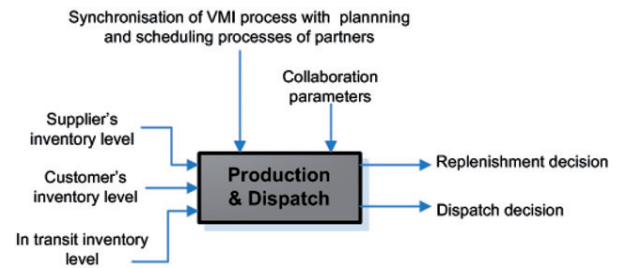 Synchronisation of VMI process with plannning
and scheduling processes of partners
Collaboration
parameters
Supplier's
inventory level
Customer's
inventory level
In transit inventory
level
Production
& Dispatch
Replenishment decision
Dispatch decision